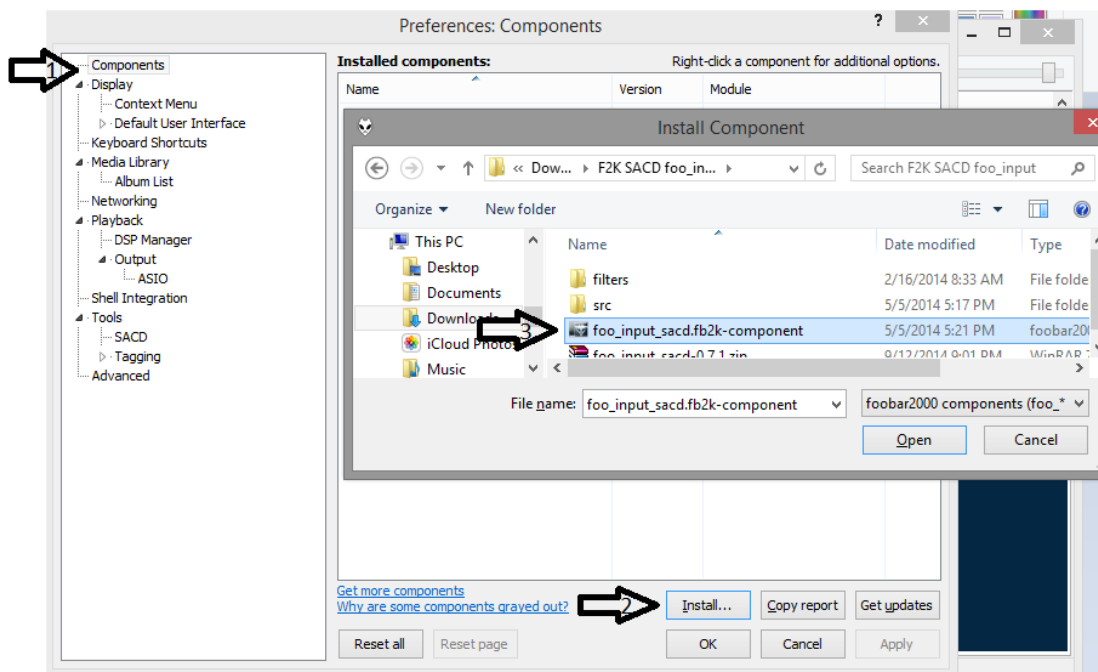 Preferences: Components
?
1
Components
Display
Context Menu
Default User Interface
Keyboard Shortcuts
Media Library
Album List
Networking
Playback
DSP Manager
Output
ASIO
Shell Integration
Tools
SACD
Tagging
Advanced
Installed components:
Right-click a component for additional options.
Name Version Module
Install Component
« Dow... F2K SACD foo_in...
Search F2K SACD foo_input
Organize New folder
This PC
Desktop
Documents
Downloads
iCloud Photos
Music
Name Date modified Type
filters 2/16/2014 8:33 AM File folde
src 5/5/2014 5:17 PM File folde
3
foo_input_sacd.fb2k-component 5/5/2014 5:21 PM foobar20
foo_input_sacd-0.7.1.zip 9/12/2014 9:01 PM WinRAR
File name: foo_input_sacd.fb2k-component foobar2000 components (foo_*
Open Cancel
Get more components
Why are some components grayed out?
2
Install... Copy report Get updates
Reset all Reset page OK Cancel Apply